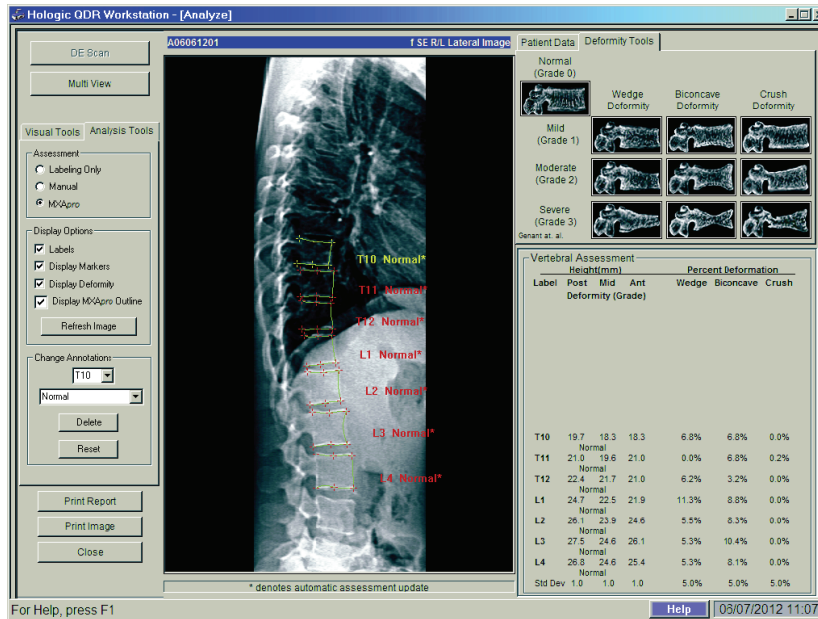 Hologic QDR Workstation - [Analyze]
DE Scan
Multi View
Visual Tools Analysis Tools
Assessment
Labeling Only
Manual
MXApro
Display Options
Labels
Display Markers
Display Deformity
Display MXApro Outline
Refresh Image
Change Annotations
T10
Normal
Delete
Reset
Print Report
Print Image
Close
A06061201 f SE R/L Lateral Image
T10 Normal*
T11 Normal*
T12 Normal*
L1 Normal*
L2 Normal*
L3 Normal*
L4 Normal*
* denotes automatic assessment update
Patient Data Deformity Tools
Normal
(Grade 0)
Wedge Biconcave Crush
Deformity Deformity Deformity
Mild
(Grade 1)
Moderate
(Grade 2)
Severe
(Grade 3)
Genant at. al.
Vertebral Assessment
Height(mm) Percent Deformation
Label Post Mid Ant Wedge Biconcave Crush
Deformity (Grade)
T10 19.7 18.3 18.3 6.8% 6.8% 0.0%
Normal
T11 21.0 19.6 21.0 0.0% 6.8% 0.2%
Normal
T12 22.4 21.7 21.0 6.2% 3.2% 0.0%
Normal
L1 24.7 22.5 21.9 11.3% 8.8% 0.0%
Normal
L2 26.1 23.9 24.6 5.5% 8.3% 0.0%
Normal
L3 27.5 24.6 26.1 5.3% 10.4% 0.0%
Normal
L4 26.8 24.6 25.4 5.3% 8.1% 0.0%
Normal
Std Dev 1.0 1.0 1.0 5.0% 5.0% 5.0%
For Help, press F1 Help 06/07/2012 11:07